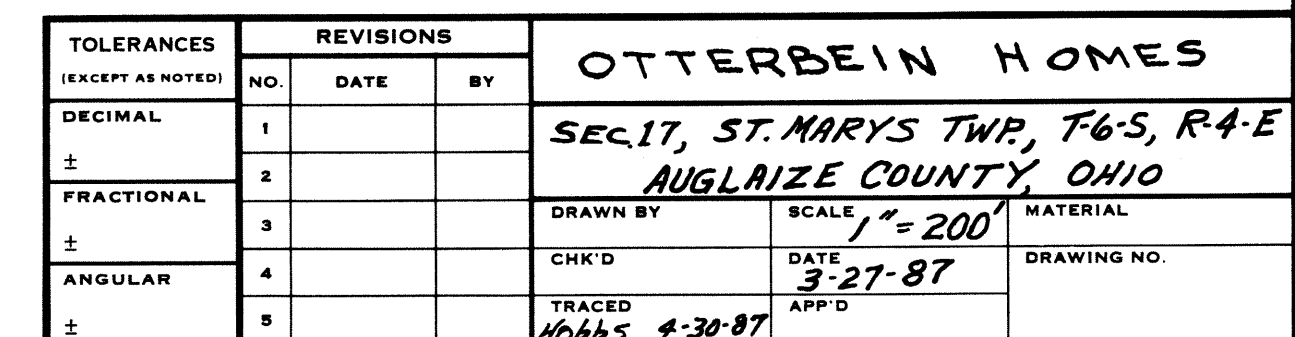 TOLERANCES
(EXCEPT AS NOTED)
DECIMAL
±
FRACTIONAL
±
ANGULAR
±
REVISIONS
NO. DATE BY
1
2
3
4
5
OTTERBEIN HOMES
SEC. 17, ST. MARYS TWP., T-6-S, R-4-E
AUGLAIZE COUNTY, OHIO
DRAWN BY
SCALE 1" = 200'
MATERIAL
CHK'D
DATE 3-27-87
DRAWING NO.
TRACED
Hobbs 4-30-87
APP'D